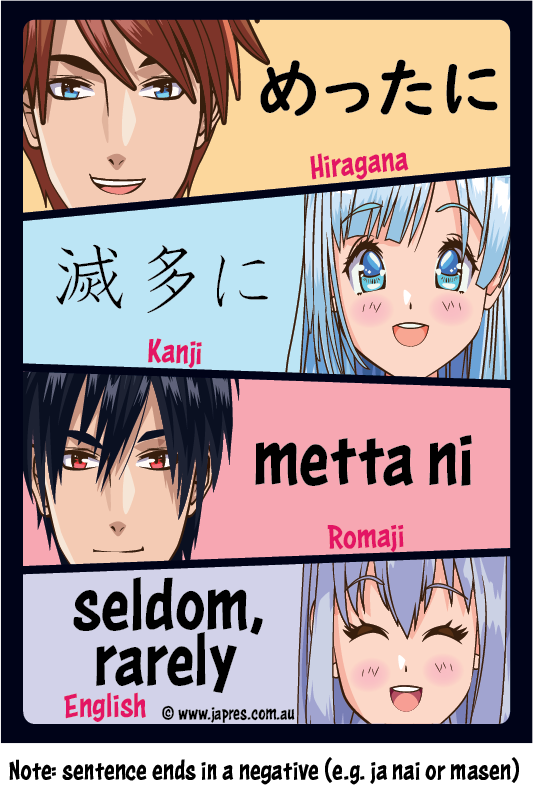 めったに
Hiragana
滅多に
Kanji
metta ni
Romaji
seldom,
rarely
English
© www.japres.com.au
Note: sentence ends in a negative (e.g. ja nai or masen)